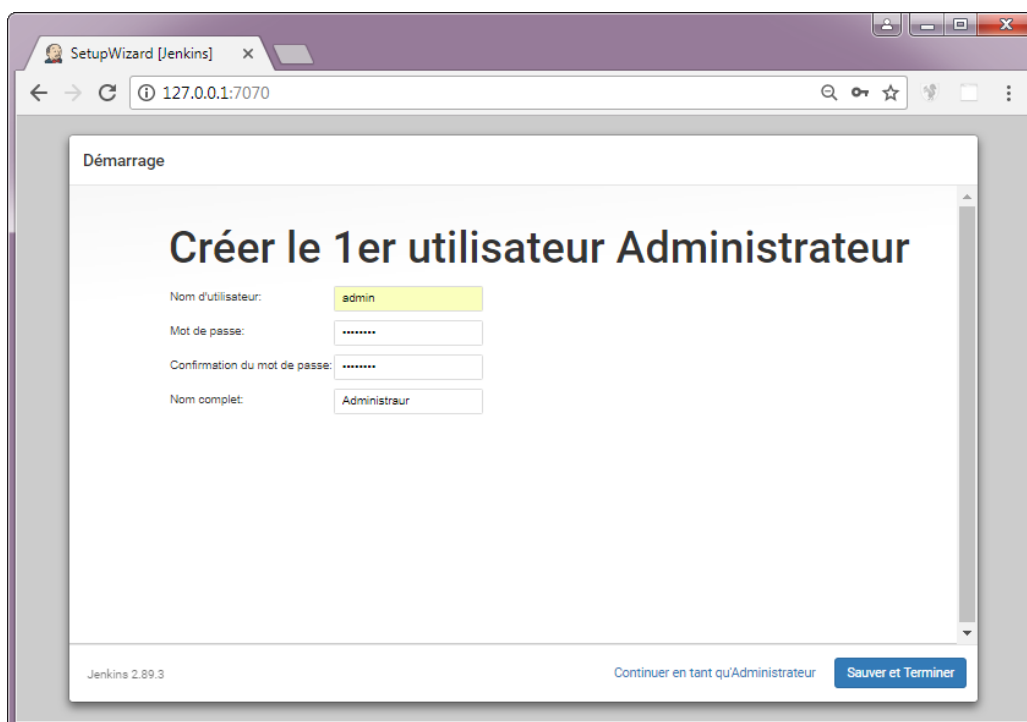 SetupWizard [Jenkins]
127.0.0.1:7070
Démarrage
Créer le 1er utilisateur Administrateur
Nom d'utilisateur: admin
Mot de passe: ••••••••
Confirmation du mot de passe: ••••••••
Nom complet: Administraur
Jenkins 2.89.3 Continuer en tant qu'Administrateur Sauver et Terminer